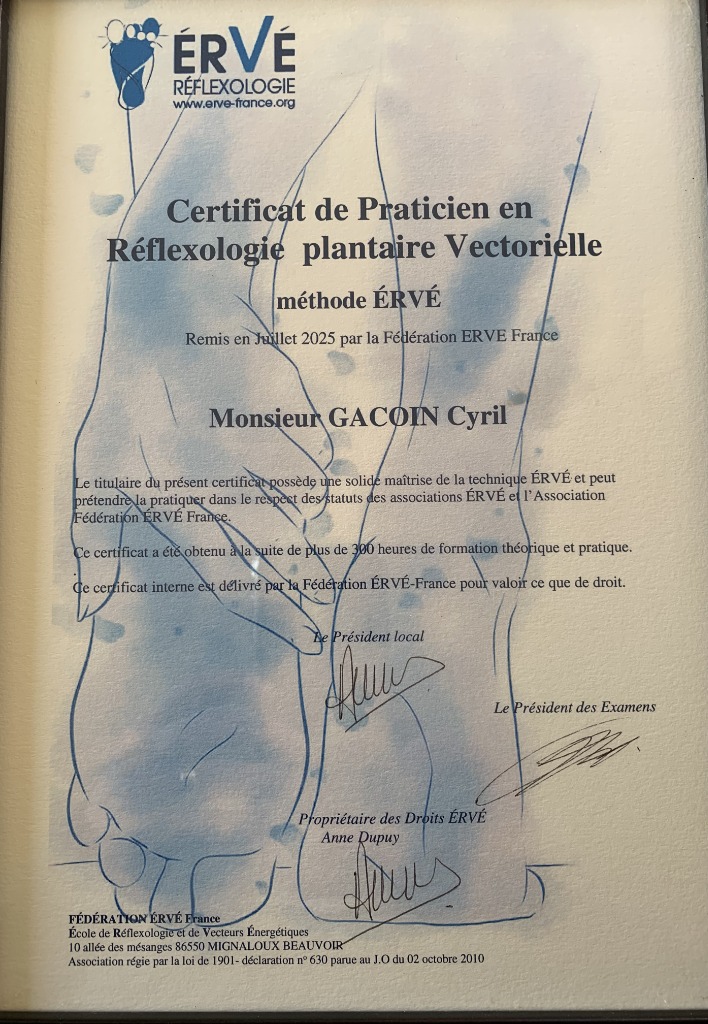 ÉRVÉ
RÉFLEXOLOGIE
www.erve-france.org
Certificat de Praticien en
Réflexologie plantaire Vectorielle
méthode ÉRVÉ
Remis en Juillet 2025 par la Fédération ERVE France
Monsieur GACOIN Cyril
Le titulaire du présent certificat possède une solide maîtrise de la technique ÉRVÉ et peut
prétendre la pratiquer dans le respect des statuts des associations ÉRVÉ et l'Association
Fédération ÉRVÉ France.
Ce certificat a été obtenu à la suite de plus de 300 heures de formation théorique et pratique.
Ce certificat interne est délivré par la Fédération ÉRVÉ-France pour valoir ce que de droit.
Le Président local
Le Président des Examens
Propriétaire des Droits ÉRVÉ
Anne Dupuy
FÉDÉRATION ÉRVÉ France
École de Réflexologie et de Vecteurs Énergétiques
10 allée des mésanges 86550 MIGNALOUX BEAUVOIR
Association régie par la loi de 1901- déclaration n° 630 parue au J.O du 02 octobre 2010